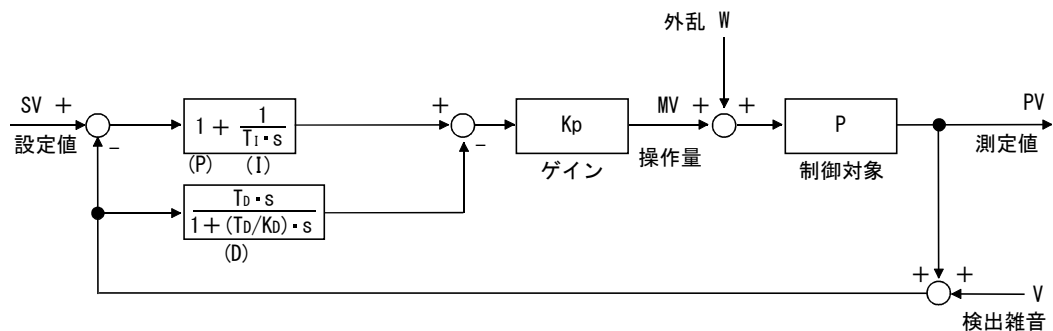 外乱 W
SV +
設定値
−
1 + 1/(TI・s)
(P) (I)
+
−
Kp
ゲイン
MV +
操作量
+
P
制御対象
PV
測定値
TD・s/(1+(TD/KD)・s)
(D)
+ +
V
検出雑音